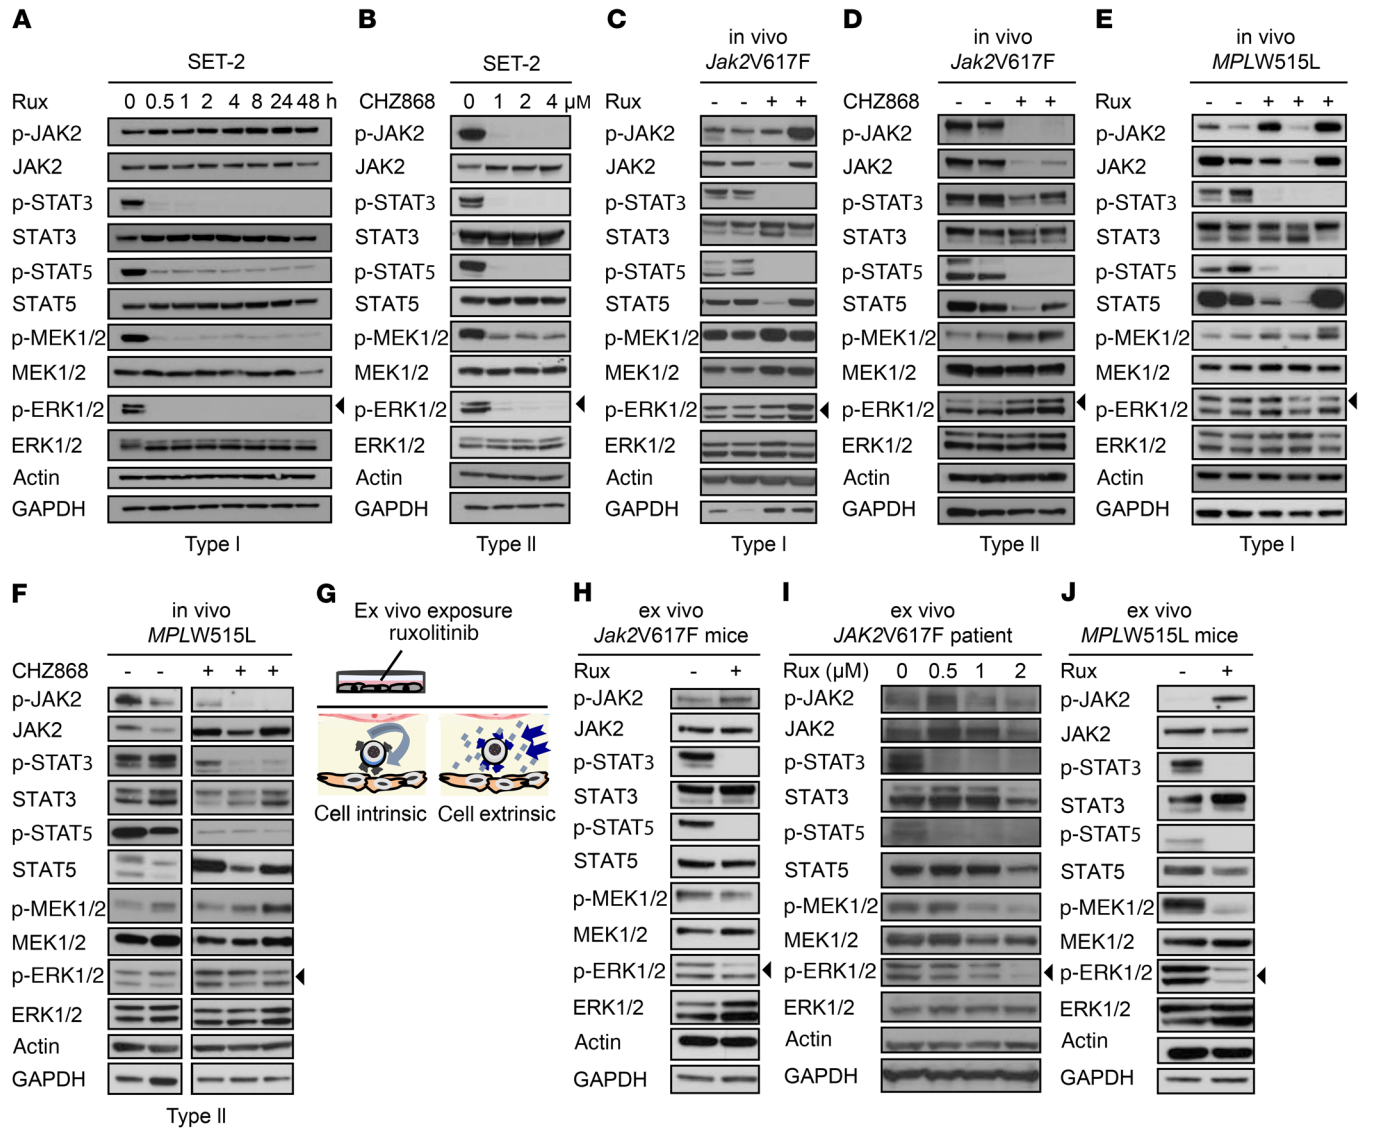 A
SET-2
Rux 0 0.5 1 2 4 8 24 48 h
p-JAK2
JAK2
p-STAT3
STAT3
p-STAT5
STAT5
p-MEK1/2
MEK1/2
p-ERK1/2
ERK1/2
Actin
GAPDH
Type I
B
SET-2
CHZ868 0 1 2 4 µM
p-JAK2
JAK2
p-STAT3
STAT3
p-STAT5
STAT5
p-MEK1/2
MEK1/2
p-ERK1/2
ERK1/2
Actin
GAPDH
Type II
C
in vivo
Jak2V617F
Rux - - + +
p-JAK2
JAK2
p-STAT3
STAT3
p-STAT5
STAT5
p-MEK1/2
MEK1/2
p-ERK1/2
ERK1/2
Actin
GAPDH
Type I
D
in vivo
Jak2V617F
CHZ868 - - + +
p-JAK2
JAK2
p-STAT3
STAT3
p-STAT5
STAT5
p-MEK1/2
MEK1/2
p-ERK1/2
ERK1/2
Actin
GAPDH
Type II
E
in vivo
MPLW515L
Rux - - + + +
p-JAK2
JAK2
p-STAT3
STAT3
p-STAT5
STAT5
p-MEK1/2
MEK1/2
p-ERK1/2
ERK1/2
Actin
GAPDH
Type I
F
in vivo
MPLW515L
CHZ868 - - + + +
p-JAK2
JAK2
p-STAT3
STAT3
p-STAT5
STAT5
p-MEK1/2
MEK1/2
p-ERK1/2
ERK1/2
Actin
GAPDH
Type II
G
Ex vivo exposure
ruxolitinib
Cell intrinsic Cell extrinsic
H
ex vivo
Jak2V617F mice
Rux - +
p-JAK2
JAK2
p-STAT3
STAT3
p-STAT5
STAT5
p-MEK1/2
MEK1/2
p-ERK1/2
ERK1/2
Actin
GAPDH
I
ex vivo
JAK2V617F patient
Rux (µM) 0 0.5 1 2
p-JAK2
JAK2
p-STAT3
STAT3
p-STAT5
STAT5
p-MEK1/2
MEK1/2
p-ERK1/2
ERK1/2
Actin
GAPDH
J
ex vivo
MPLW515L mice
Rux - +
p-JAK2
JAK2
p-STAT3
STAT3
p-STAT5
STAT5
p-MEK1/2
MEK1/2
p-ERK1/2
ERK1/2
Actin
GAPDH